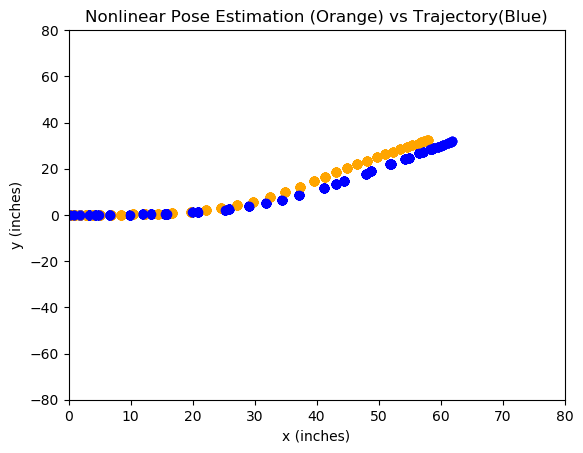 Nonlinear Pose Estimation (Orange) vs Trajectory(Blue)
80
60
40
20
0
−20
−40
−60
−80
y (inches)
0 10 20 30 40 50 60 70 80
x (inches)